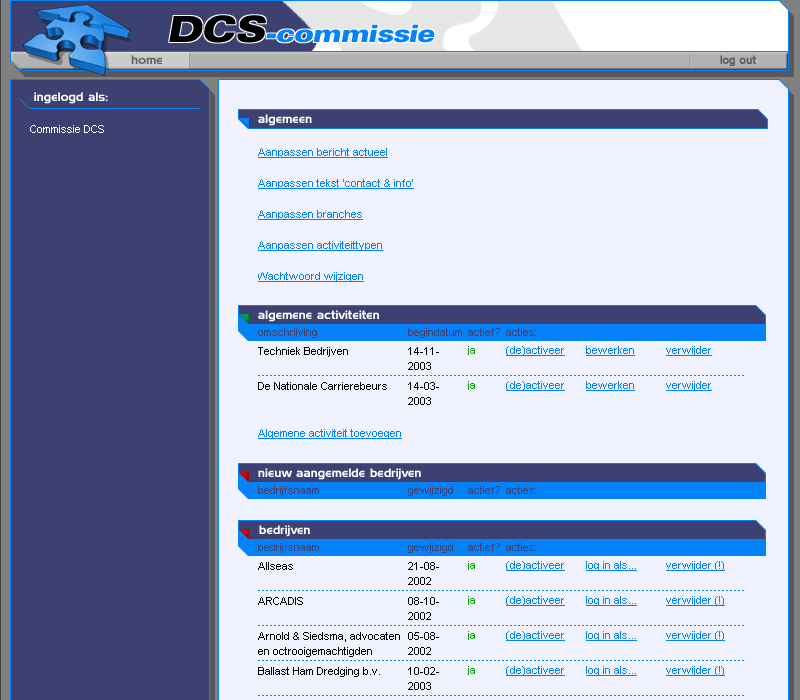 DCS-commissie
home
log out
ingelogd als:
Commissie DCS
algemeen
Aanpassen bericht actueel
Aanpassen tekst 'contact & info'
Aanpassen branches
Aanpassen activiteittypen
Wachtwoord wijzigen
algemene activiteiten
omschrijving begindatum actief? acties:
Techniek Bedrijven 14-11- ja (de)activeer bewerken verwijder
2003
De Nationale Carrierebeurs 14-03- ja (de)activeer bewerken verwijder
2003
Algemene activiteit toevoegen
nieuw aangemelde bedrijven
bedrijfsnaam gewijzigd actief? acties:
bedrijven
bedrijfsnaam gewijzigd actief? acties:
Allseas 21-08- ja (de)activeer log in als... verwijder (!)
2002
ARCADIS 08-10- ja (de)activeer log in als... verwijder (!)
2002
Arnold & Siedsma, advocaten 05-08- ja (de)activeer log in als... verwijder (!)
en octrooigemachtigden 2002
Ballast Ham Dredging b.v. 10-02- ja (de)activeer log in als... verwijder (!)
2003